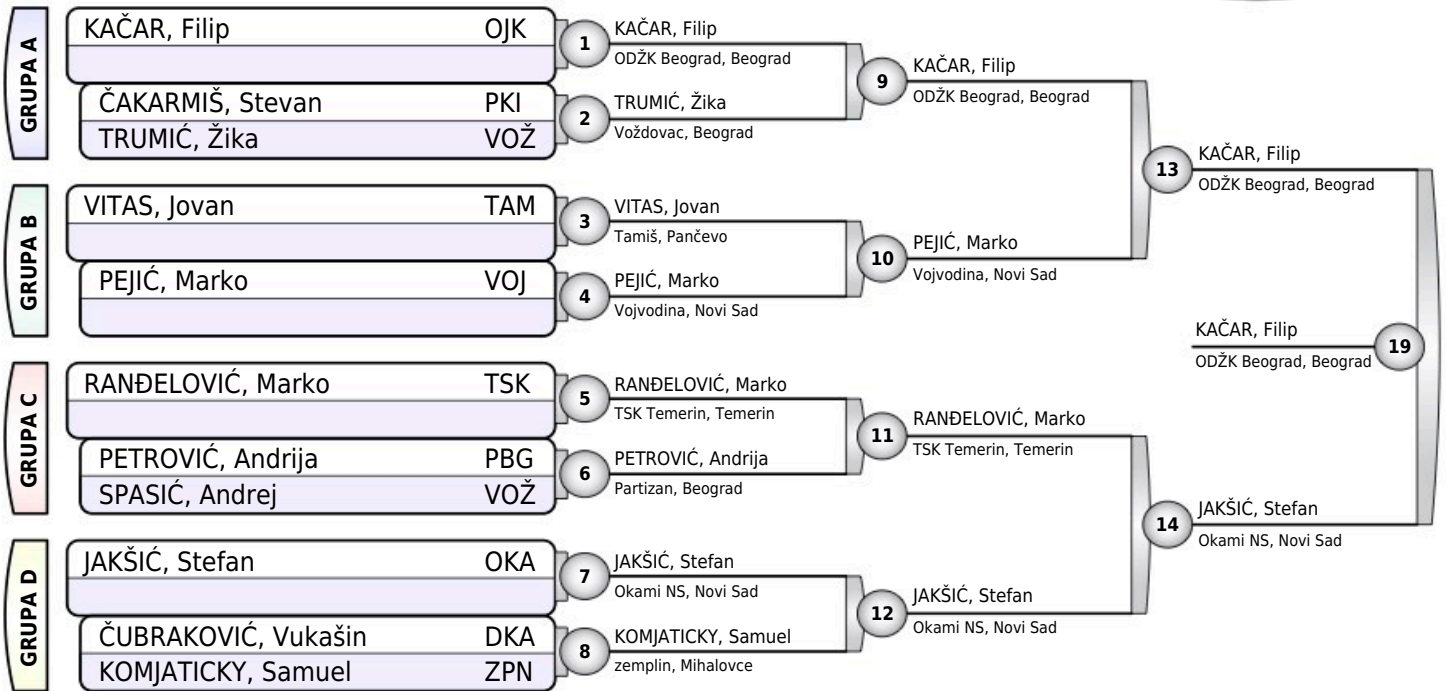 GRUPA A
KAČAR, Filip OJK
ČAKARMIŠ, Stevan PKI
TRUMIĆ, Žika VOŽ
GRUPA B
VITAS, Jovan TAM
PEJIĆ, Marko VOJ
GRUPA C
RANĐELOVIĆ, Marko TSK
PETROVIĆ, Andrija PBG
SPASIĆ, Andrej VOŽ
GRUPA D
JAKŠIĆ, Stefan OKA
ČUBRAKOVIĆ, Vukašin DKA
KOMJATICKY, Samuel ZPN
1
KAČAR, Filip
ODŽK Beograd, Beograd
2
TRUMIĆ, Žika
Voždovac, Beograd
3
VITAS, Jovan
Tamiš, Pančevo
4
PEJIĆ, Marko
Vojvodina, Novi Sad
5
RANĐELOVIĆ, Marko
TSK Temerin, Temerin
6
PETROVIĆ, Andrija
Partizan, Beograd
7
JAKŠIĆ, Stefan
Okami NS, Novi Sad
8
KOMJATICKY, Samuel
zemplin, Mihalovce
9
KAČAR, Filip
ODŽK Beograd, Beograd
10
PEJIĆ, Marko
Vojvodina, Novi Sad
11
RANĐELOVIĆ, Marko
TSK Temerin, Temerin
12
JAKŠIĆ, Stefan
Okami NS, Novi Sad
13
KAČAR, Filip
ODŽK Beograd, Beograd
14
JAKŠIĆ, Stefan
Okami NS, Novi Sad
KAČAR, Filip
ODŽK Beograd, Beograd
19